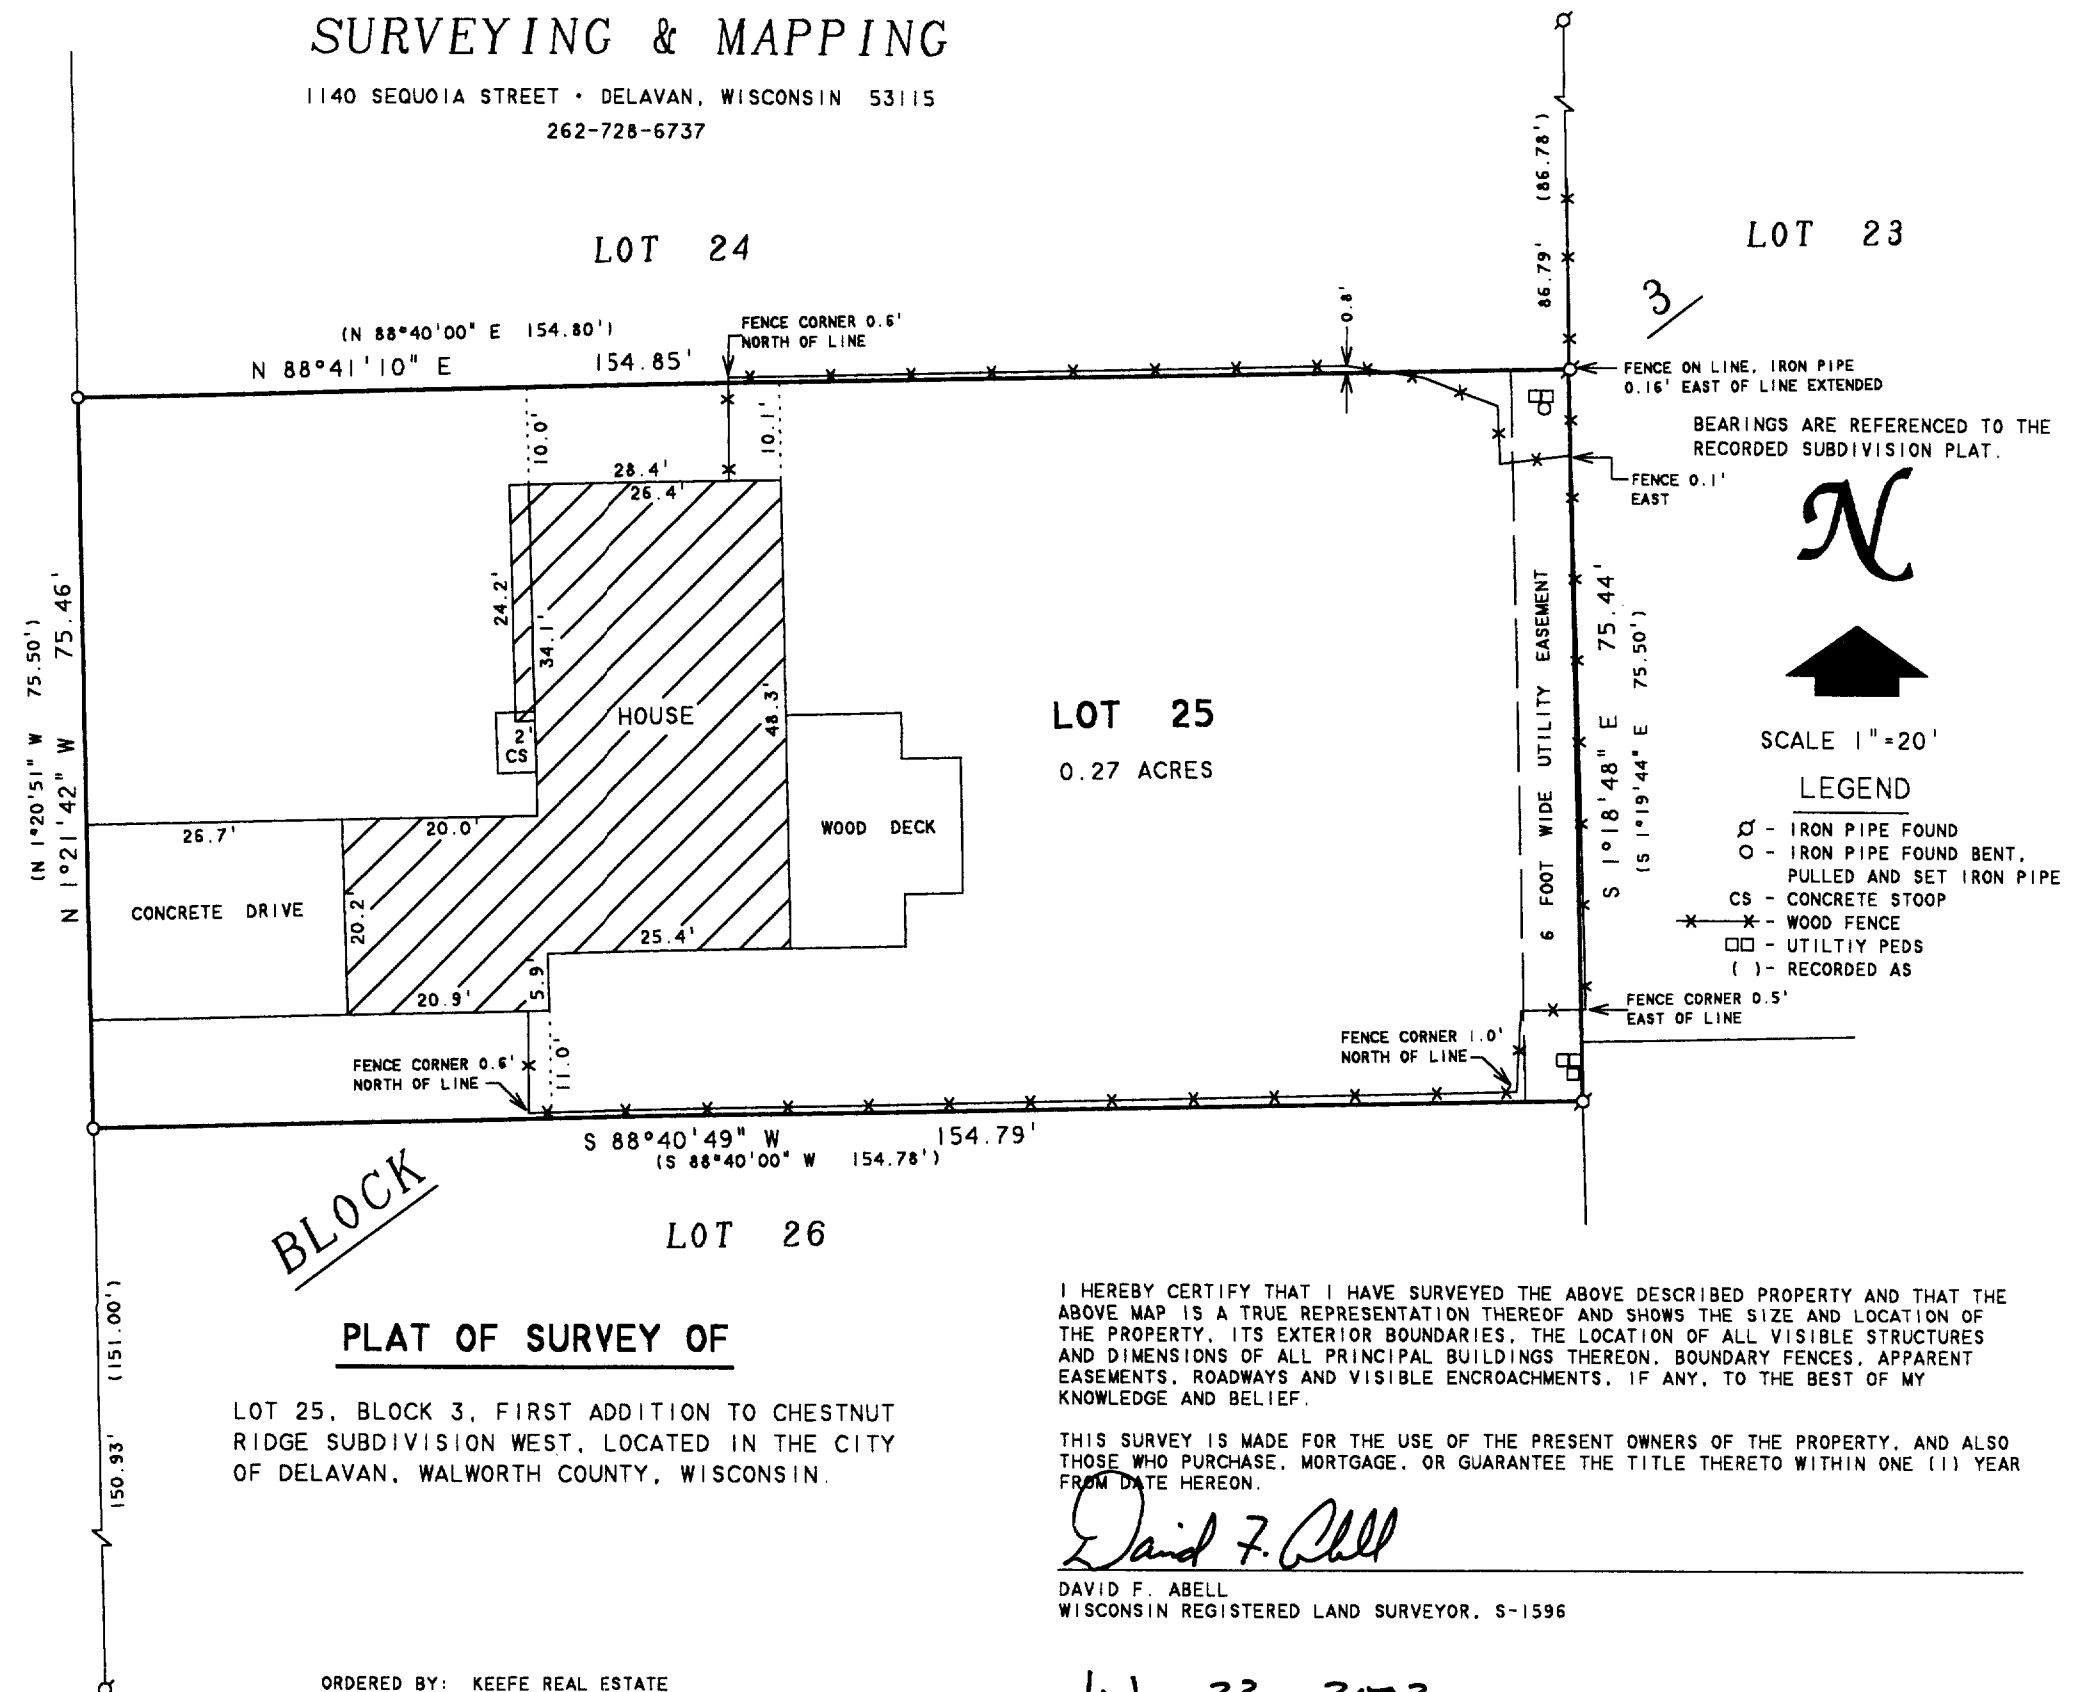 SURVEYING & MAPPING
1140 SEQUOIA STREET • DELAVAN, WISCONSIN 53115
262-728-6737
LOT 24
LOT 23
3
86.79' (86.78')
0.8'
(N 88°40'00" E 154.80')
N 88°41'10" E 154.85'
FENCE CORNER 0.6'
NORTH OF LINE
FENCE ON LINE, IRON PIPE
0.16' EAST OF LINE EXTENDED
BEARINGS ARE REFERENCED TO THE
RECORDED SUBDIVISION PLAT.
FENCE 0.1'
EAST
N
10.0'
10.1'
28.4'
26.4'
24.2'
34.1'
HOUSE
48.3'
2'
CS
LOT 25
0.27 ACRES
6 FOOT WIDE UTILITY EASEMENT
S 1°18'48" E 75.44'
(S 1°19'44" E 75.50')
(N 1°20'51" W 75.50')
N 1°21'42" W 75.46'
SCALE 1"=20'
LEGEND
- IRON PIPE FOUND
- IRON PIPE FOUND BENT,
PULLED AND SET IRON PIPE
CS - CONCRETE STOOP
- WOOD FENCE
- UTILTIY PEDS
( )- RECORDED AS
26.7'
20.0'
WOOD DECK
CONCRETE DRIVE
20.2'
25.4'
20.9'
5.9'
11.0'
FENCE CORNER 0.5'
EAST OF LINE
FENCE CORNER 1.0'
NORTH OF LINE
FENCE CORNER 0.6'
NORTH OF LINE
S 88°40'49" W 154.79'
(S 88°40'00" W 154.78')
BLOCK
LOT 26
150.93' (151.00')
PLAT OF SURVEY OF
LOT 25, BLOCK 3, FIRST ADDITION TO CHESTNUT
RIDGE SUBDIVISION WEST, LOCATED IN THE CITY
OF DELAVAN, WALWORTH COUNTY, WISCONSIN.
I HEREBY CERTIFY THAT I HAVE SURVEYED THE ABOVE DESCRIBED PROPERTY AND THAT THE
ABOVE MAP IS A TRUE REPRESENTATION THEREOF AND SHOWS THE SIZE AND LOCATION OF
THE PROPERTY, ITS EXTERIOR BOUNDARIES, THE LOCATION OF ALL VISIBLE STRUCTURES
AND DIMENSIONS OF ALL PRINCIPAL BUILDINGS THEREON, BOUNDARY FENCES, APPARENT
EASEMENTS, ROADWAYS AND VISIBLE ENCROACHMENTS, IF ANY, TO THE BEST OF MY
KNOWLEDGE AND BELIEF.
THIS SURVEY IS MADE FOR THE USE OF THE PRESENT OWNERS OF THE PROPERTY, AND ALSO
THOSE WHO PURCHASE, MORTGAGE, OR GUARANTEE THE TITLE THERETO WITHIN ONE (1) YEAR
FROM DATE HEREON.
David F. Abell
DAVID F. ABELL
WISCONSIN REGISTERED LAND SURVEYOR, S-1596
ORDERED BY: KEEFE REAL ESTATE